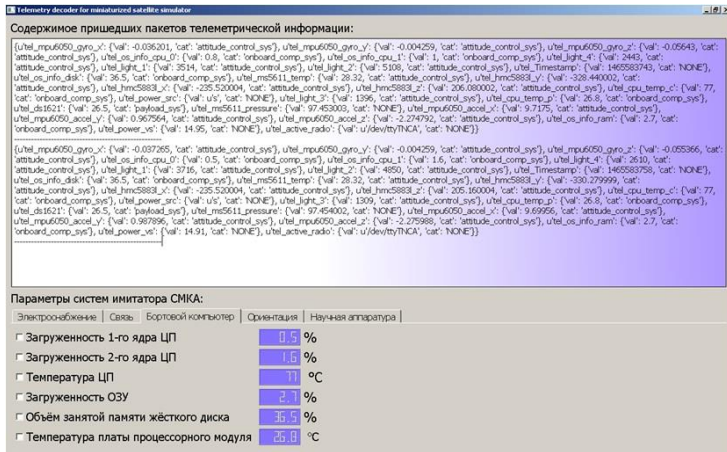 Telemetry decoder for miniaturized satellite simulator
Содержимое пришедших пакетов телеметрической информации:
{u'tel_mpu6050_gyro_x': {'val': -0.036201, 'cat': 'attitude_control_sys'}, u'tel_mpu6050_gyro_y': {'val': -0.004259, 'cat': 'attitude_control_sys'}, u'tel_mpu6050_gyro_z': {'val': -0.05643, 'cat':
'attitude_control_sys'}, u'tel_os_info_cpu_0': {'val': 0.8, 'cat': 'onboard_comp_sys'}, u'tel_os_info_cpu_1': {'val': 1, 'cat': 'onboard_comp_sys'}, u'tel_light_4': {'val': 2443, 'cat':
'attitude_control_sys'}, u'tel_light_1': {'val': 3514, 'cat': 'attitude_control_sys'}, u'tel_light_2': {'val': 5108, 'cat': 'attitude_control_sys'}, u'tel_Timestamp': {'val': 1465583743, 'cat': 'NONE'},
u'tel_os_info_disk': {'val': 36.5, 'cat': 'onboard_comp_sys'}, u'tel_ms5611_temp': {'val': 28.32, 'cat': 'attitude_control_sys'}, u'tel_hmc5883l_y': {'val': -328.440002, 'cat':
'attitude_control_sys'}, u'tel_hmc5883l_x': {'val': -235.520004, 'cat': 'attitude_control_sys'}, u'tel_hmc5883l_z': {'val': 206.080002, 'cat': 'attitude_control_sys'}, u'tel_cpu_temp_c': {'val': 77,
'cat': 'onboard_comp_sys'}, u'tel_power_src': {'val': u's', 'cat': 'NONE'}, u'tel_light_3': {'val': 1396, 'cat': 'attitude_control_sys'}, u'tel_cpu_temp_p': {'val': 26.8, 'cat': 'onboard_comp_sys'},
u'tel_ds1621': {'val': 26.5, 'cat': 'payload_sys'}, u'tel_ms5611_pressure': {'val': 97.453003, 'cat': 'NONE'}, u'tel_mpu6050_accel_x': {'val': 9.7175, 'cat': 'attitude_control_sys'},
u'tel_mpu6050_accel_y': {'val': 0.967564, 'cat': 'attitude_control_sys'}, u'tel_mpu6050_accel_z': {'val': -2.274792, 'cat': 'attitude_control_sys'}, u'tel_os_info_ram': {'val': 2.7, 'cat':
'onboard_comp_sys'}, u'tel_power_vs': {'val': 14.95, 'cat': 'NONE'}, u'tel_active_radio': {'val': u'/dev/ttyTNCA', 'cat': 'NONE'}}
{u'tel_mpu6050_gyro_x': {'val': -0.037265, 'cat': 'attitude_control_sys'}, u'tel_mpu6050_gyro_y': {'val': -0.004259, 'cat': 'attitude_control_sys'}, u'tel_mpu6050_gyro_z': {'val': -0.055366, 'cat':
'attitude_control_sys'}, u'tel_os_info_cpu_0': {'val': 0.5, 'cat': 'onboard_comp_sys'}, u'tel_os_info_cpu_1': {'val': 1.6, 'cat': 'onboard_comp_sys'}, u'tel_light_4': {'val': 2610, 'cat':
'attitude_control_sys'}, u'tel_light_1': {'val': 3716, 'cat': 'attitude_control_sys'}, u'tel_light_2': {'val': 4850, 'cat': 'attitude_control_sys'}, u'tel_Timestamp': {'val': 1465583758, 'cat': 'NONE'},
u'tel_os_info_disk': {'val': 36.5, 'cat': 'onboard_comp_sys'}, u'tel_ms5611_temp': {'val': 28.32, 'cat': 'attitude_control_sys'}, u'tel_hmc5883l_y': {'val': -330.279999, 'cat':
'attitude_control_sys'}, u'tel_hmc5883l_x': {'val': -235.520004, 'cat': 'attitude_control_sys'}, u'tel_hmc5883l_z': {'val': 205.160004, 'cat': 'attitude_control_sys'}, u'tel_cpu_temp_c': {'val': 77,
'cat': 'onboard_comp_sys'}, u'tel_power_src': {'val': u's', 'cat': 'NONE'}, u'tel_light_3': {'val': 1309, 'cat': 'attitude_control_sys'}, u'tel_cpu_temp_p': {'val': 26.8, 'cat': 'onboard_comp_sys'},
u'tel_ds1621': {'val': 26.5, 'cat': 'payload_sys'}, u'tel_ms5611_pressure': {'val': 97.454002, 'cat': 'NONE'}, u'tel_mpu6050_accel_x': {'val': 9.69956, 'cat': 'attitude_control_sys'},
u'tel_mpu6050_accel_y': {'val': 0.987896, 'cat': 'attitude_control_sys'}, u'tel_mpu6050_accel_z': {'val': -2.275988, 'cat': 'attitude_control_sys'}, u'tel_os_info_ram': {'val': 2.7, 'cat':
'onboard_comp_sys'}, u'tel_power_vs': {'val': 14.91, 'cat': 'NONE'}, u'tel_active_radio': {'val': u'/dev/ttyTNCA', 'cat': 'NONE'}}
Параметры систем имитатора СМКА:
Электроснабжение Связь Бортовой компьютер Ориентация Научная аппаратура
Загруженность 1-го ядра ЦП 0.5 %
Загруженность 2-го ядра ЦП 1.6 %
Температура ЦП 77 °C
Загруженность ОЗУ 2.7 %
Объём занятой памяти жёсткого диска 36.5 %
Температура платы процессорного модуля 26.8 °C